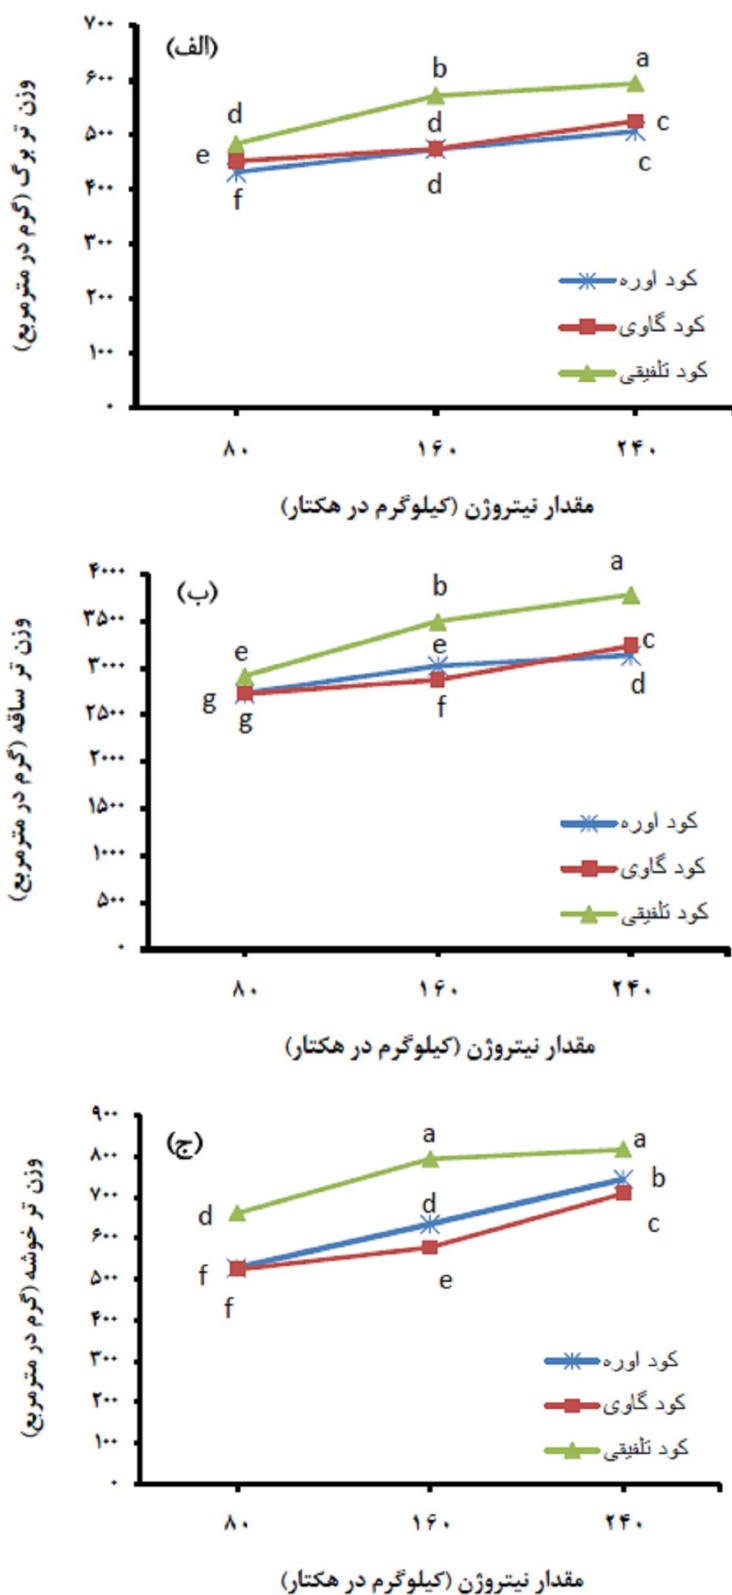 (الف)
وزن تر برگ (گرم در مترمربع)
۷۰۰
۶۰۰
۵۰۰
۴۰۰
۳۰۰
۲۰۰
۱۰۰
۰
d b a
e d c
f d c
کود اوره
کود گاوی
کود تلفیقی
۸۰ ۱۶۰ ۲۴۰
مقدار نیتروژن (کیلوگرم در هکتار)
(ب)
وزن تر ساقه (گرم در مترمربع)
۴۰۰۰
۳۵۰۰
۳۰۰۰
۲۵۰۰
۲۰۰۰
۱۵۰۰
۱۰۰۰
۵۰۰
۰
e b a
g e c
g f d
کود اوره
کود گاوی
کود تلفیقی
۸۰ ۱۶۰ ۲۴۰
مقدار نیتروژن (کیلوگرم در هکتار)
(ج)
وزن تر خوشه (گرم در مترمربع)
۹۰۰
۸۰۰
۷۰۰
۶۰۰
۵۰۰
۴۰۰
۳۰۰
۲۰۰
۱۰۰
۰
d a a
f d b
f e c
کود اوره
کود گاوی
کود تلفیقی
۸۰ ۱۶۰ ۲۴۰
مقدار نیتروژن (کیلوگرم در هکتار)